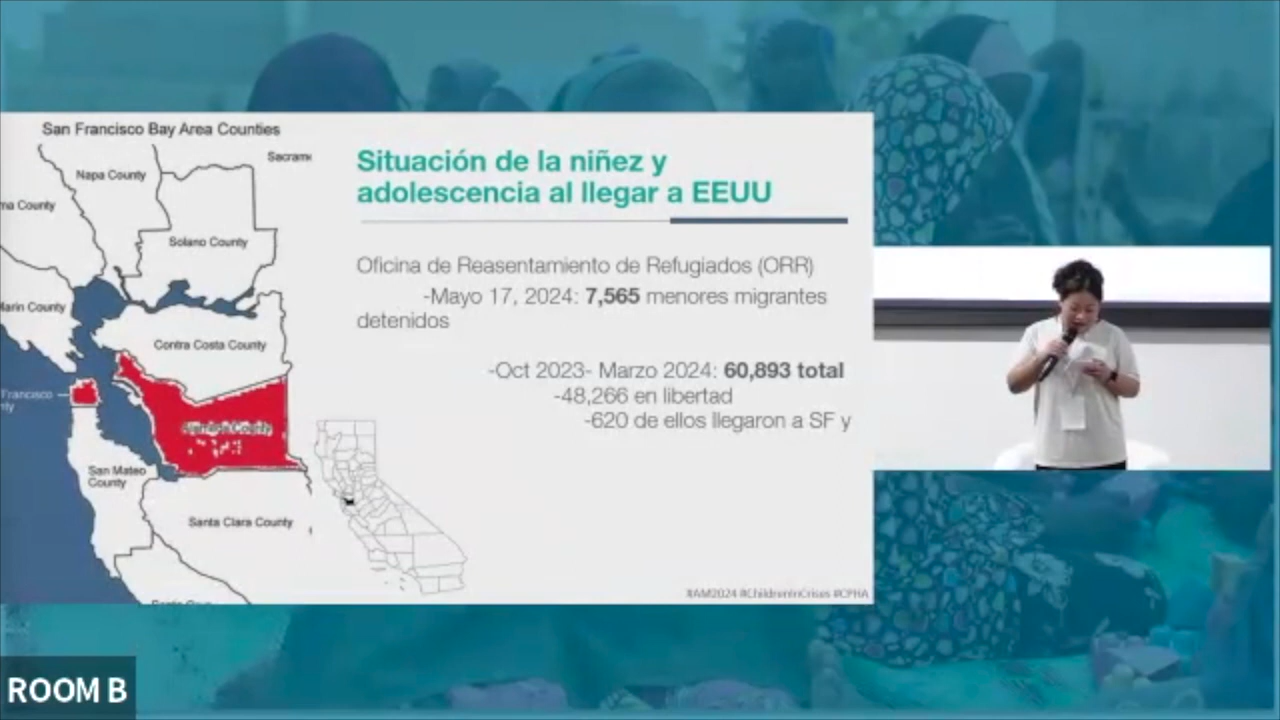 San Francisco Bay Area Counties
Napa County
Solano County
Contra Costa County
San Mateo
County
Santa Clara County
Situación de la niñez y
adolescencia al llegar a EEUU
Oficina de Reasentamiento de Refugiados (ORR)
-Mayo 17, 2024: 7,565 menores migrantes
detenidos
-Oct 2023- Marzo 2024: 60,893 total
-48,266 en libertad
-620 de ellos llegaron a SF y
#AM2024 #ChildrenInCrises #CPHA
ROOM B